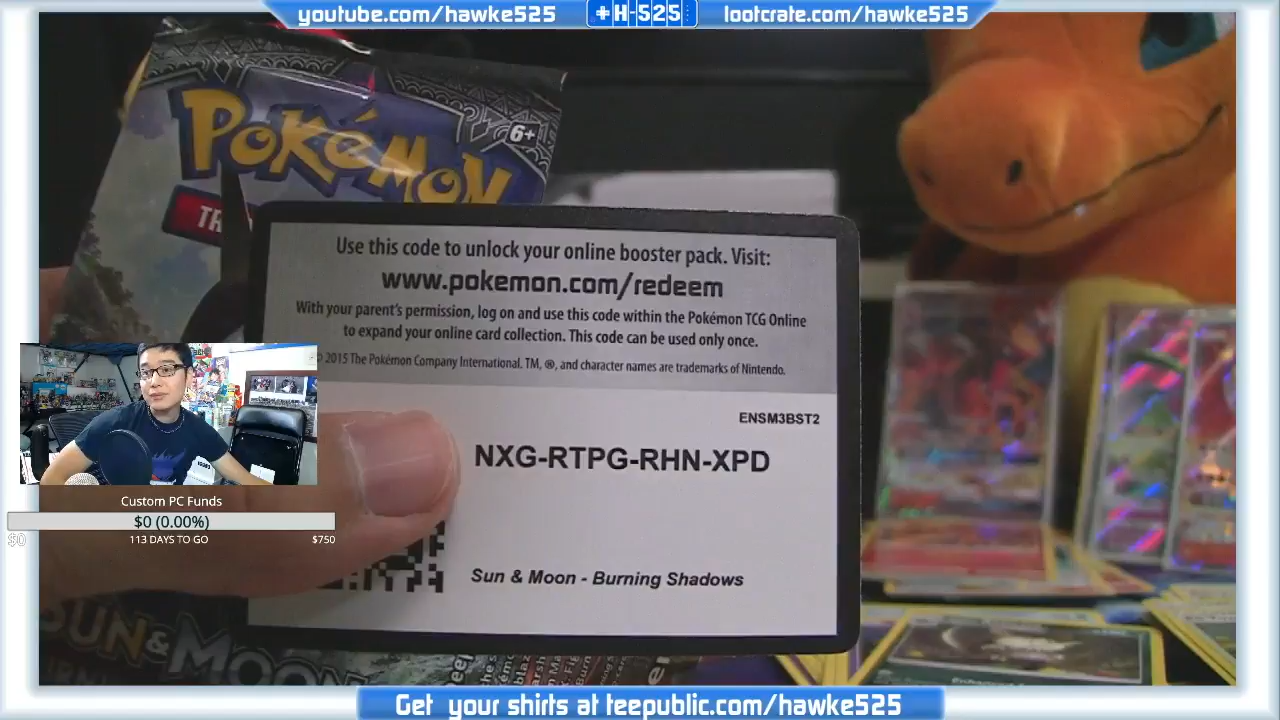 youtube.com/hawke525
+H-525
lootcrate.com/hawke525
Pokémon
6+
TR
Use this code to unlock your online booster pack. Visit:
www.pokemon.com/redeem
With your parent's permission, log on and use this code within the Pokémon TCG Online
to expand your online card collection. This code can be used only once.
2015 The Pokémon Company International. TM, ®, and character names are trademarks of Nintendo.
ENSM3BST2
NXG-RTPG-RHN-XPD
Sun & Moon - Burning Shadows
Custom PC Funds
$0 (0.00%)
$0
113 DAYS TO GO
$750
SUN & MOON
Get your shirts at teepublic.com/hawke525